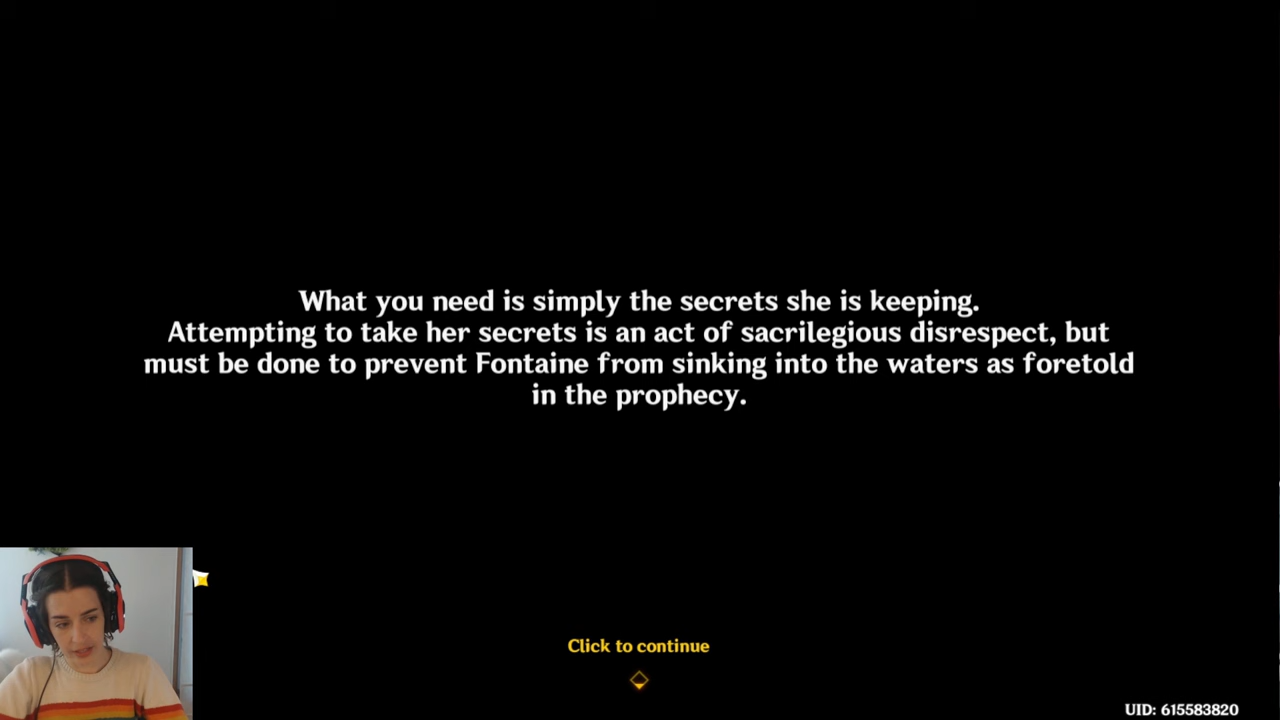 What you need is simply the secrets she is keeping.
Attempting to take her secrets is an act of sacrilegious disrespect, but
must be done to prevent Fontaine from sinking into the waters as foretold
in the prophecy.
Click to continue
UID: 615583820